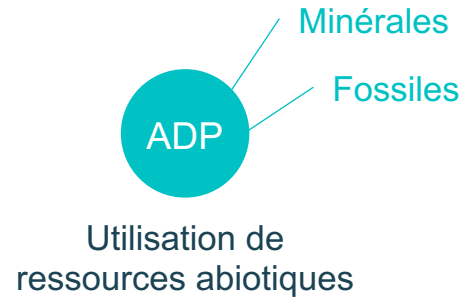 Minérales
Fossiles
ADP
Utilisation de
ressources abiotiques